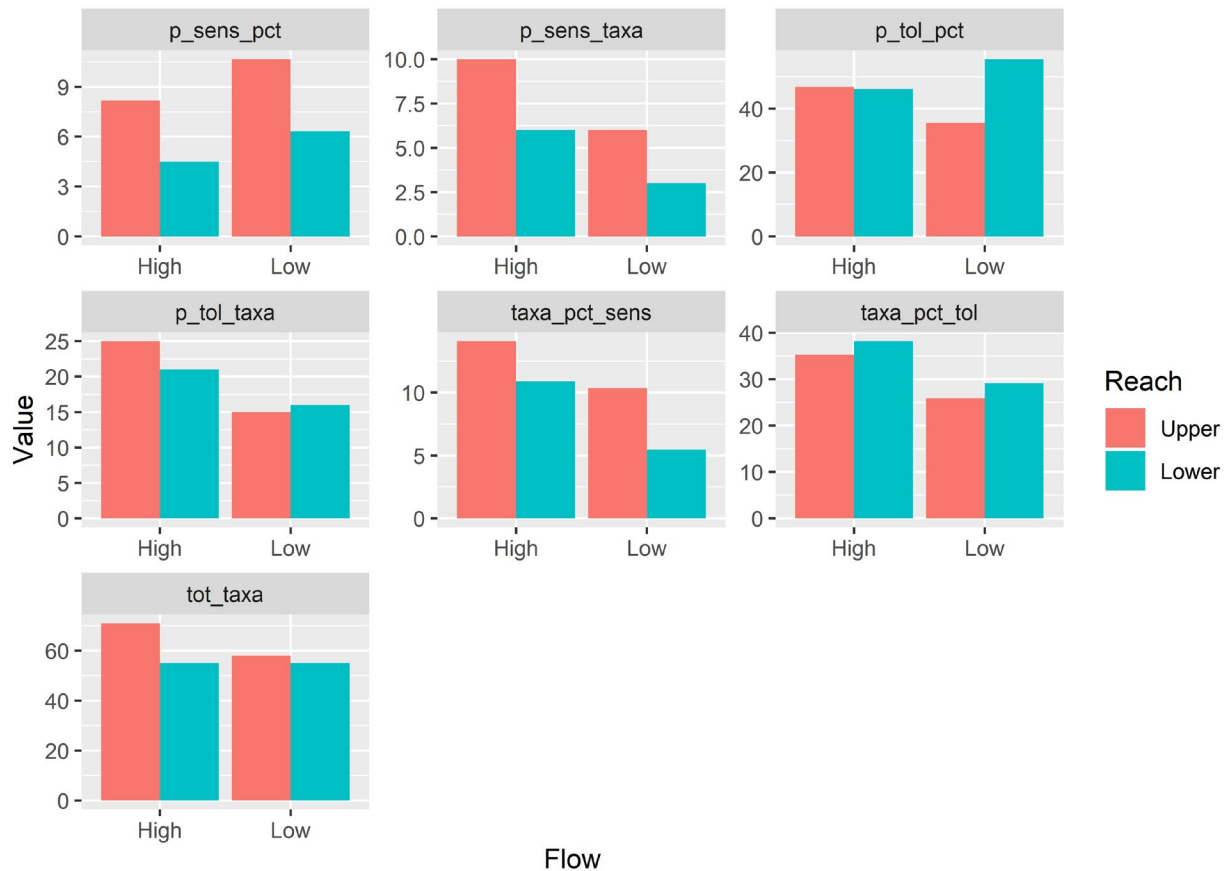 p_sens_pct p_sens_taxa p_tol_pct
9
6
3
0
10.0
7.5
5.0
2.5
0.0
40
20
0
High Low High Low High Low
p_tol_taxa taxa_pct_sens taxa_pct_tol
25
20
15
10
5
0
10
5
0
40
30
20
10
0
High Low High Low High Low
tot_taxa
60
40
20
0
High Low
Value
Flow
Reach
Upper
Lower